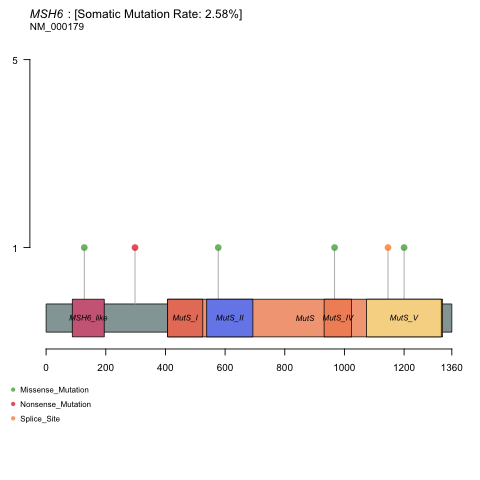 MSH6 : [Somatic Mutation Rate: 2.58%]
NM_000179
5
1
MSH6_like MutS_I MutS_II MutS MutS_IV MutS_V
0 200 400 600 800 1000 1200 1360
Missense_Mutation
Nonsense_Mutation
Splice_Site